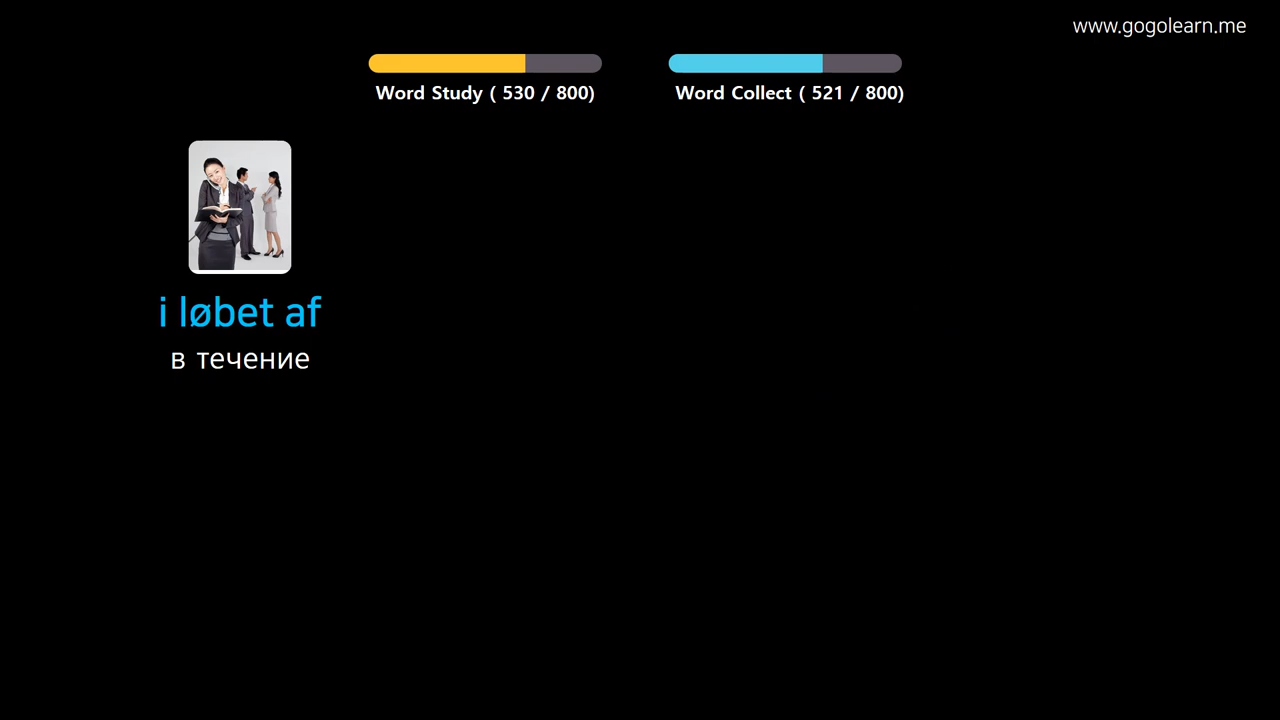 www.gogolearn.me
Word Study ( 530 / 800)
Word Collect ( 521 / 800)
i løbet af
в течение